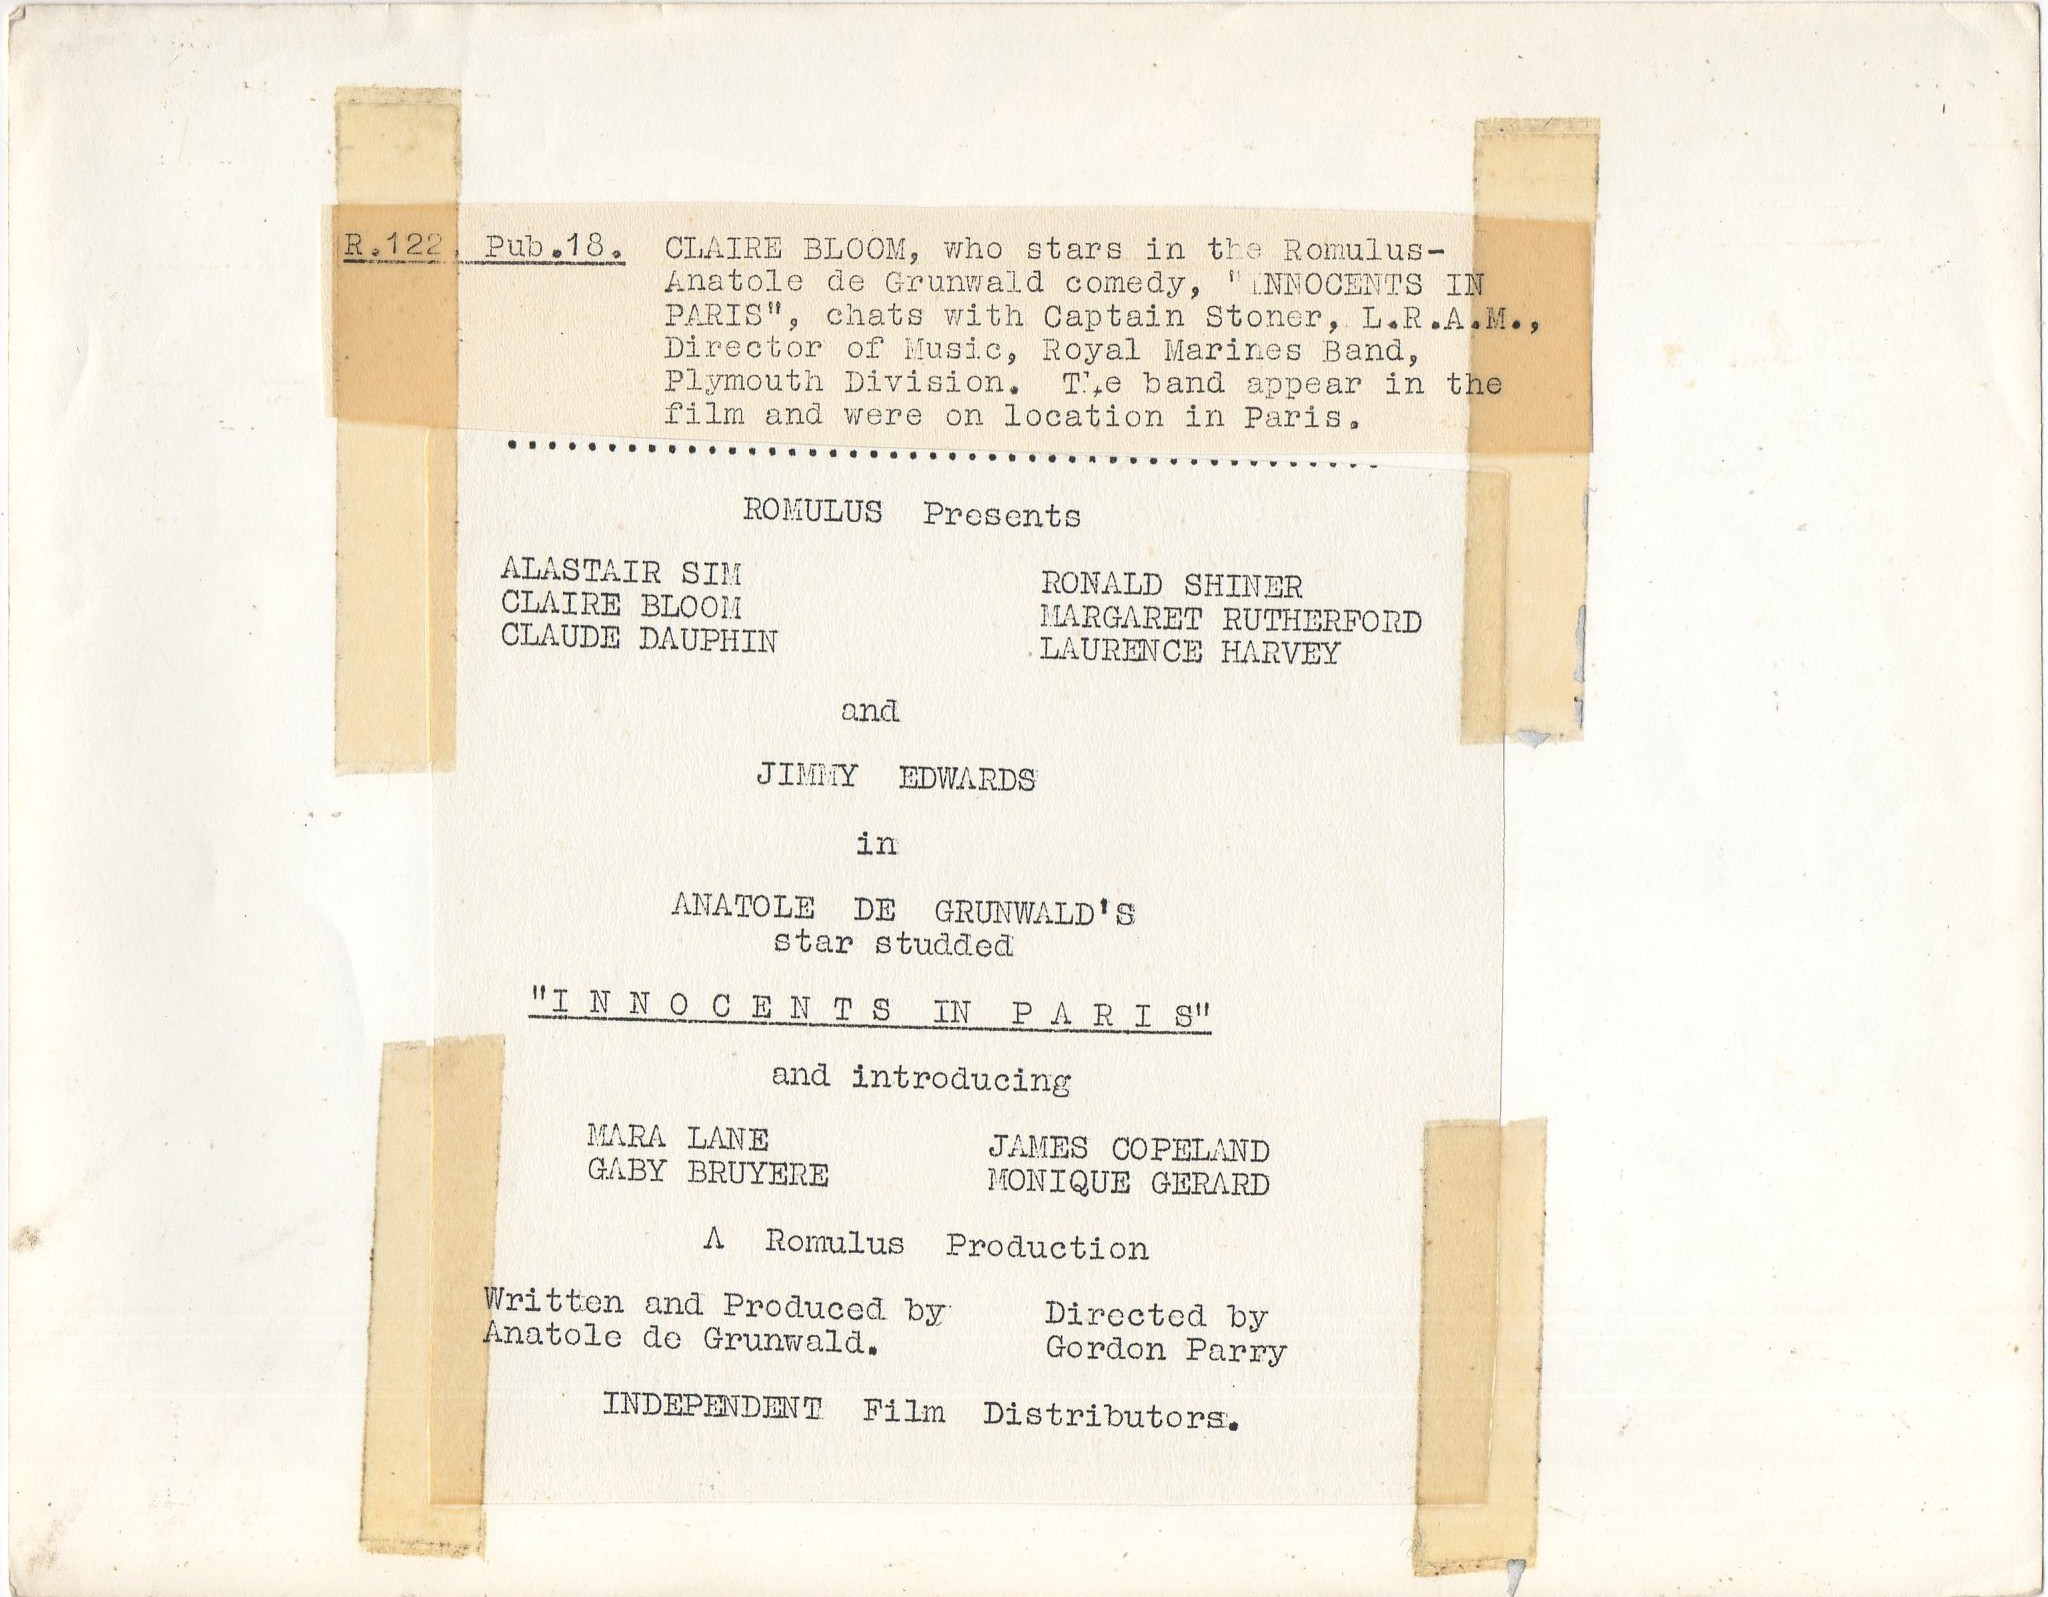 R.122, Pub.18. CLAIRE BLOOM, who stars in the Romulus-
Anatole de Grunwald comedy, "INNOCENTS IN
PARIS", chats with Captain Stoner, L.R.A.M.,
Director of Music, Royal Marines Band,
Plymouth Division. The band appear in the
film and were on location in Paris.
ROMULUS Presents
ALASTAIR SIM RONALD SHINER
CLAIRE BLOOM MARGARET RUTHERFORD
CLAUDE DAUPHIN LAURENCE HARVEY
and
JIMMY EDWARDS
in
ANATOLE DE GRUNWALD'S
star studded
"I N N O C E N T S IN P A R I S"
and introducing
MARA LANE JAMES COPELAND
GABY BRUYERE MONIQUE GERARD
A Romulus Production
Written and Produced by Directed by
Anatole de Grunwald. Gordon Parry
INDEPENDENT Film Distributors.